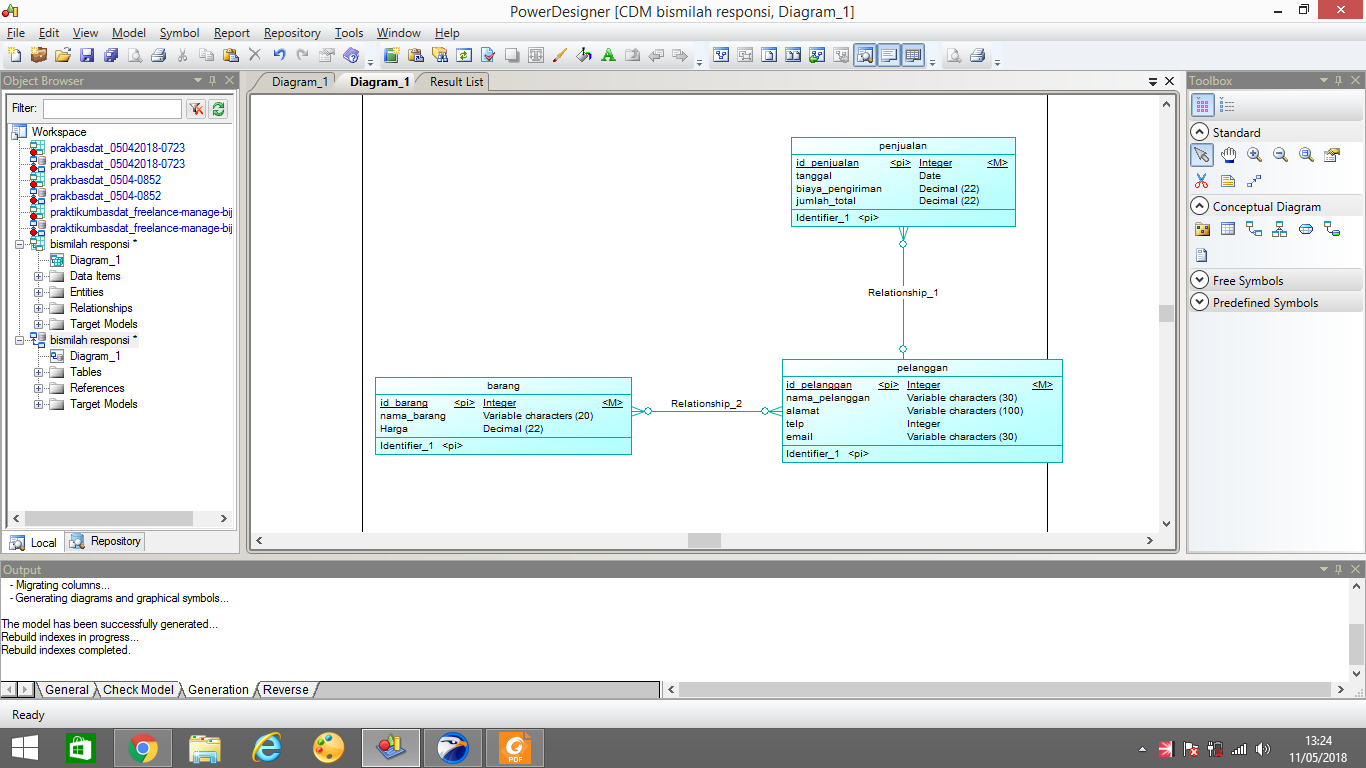 PowerDesigner [CDM bismilah responsi, Diagram_1]
File Edit View Model Symbol Report Repository Tools Window Help
Object Browser
Filter:
Workspace
prakbasdat_05042018-0723
prakbasdat_05042018-0723
prakbasdat_0504-0852
prakbasdat_0504-0852
praktikumbasdat_freelance-manage-bij
praktikumbasdat_freelance-manage-bij
bismilah responsi *
Diagram_1
Data Items
Entities
Relationships
Target Models
bismilah responsi *
Diagram_1
Tables
References
Target Models
Local Repository
Diagram_1 Diagram_1 Result List
penjualan
id_penjualan <pi> Integer <M>
tanggal Date
biaya_pengiriman Decimal (22)
jumlah_total Decimal (22)
Identifier_1 <pi>
Relationship_1
pelanggan
id_pelanggan <pi> Integer <M>
nama_pelanggan Variable characters (30)
alamat Variable characters (100)
telp Integer
email Variable characters (30)
Identifier_1 <pi>
Relationship_2
barang
id_barang <pi> Integer <M>
nama_barang Variable characters (20)
Harga Decimal (22)
Identifier_1 <pi>
Toolbox
Standard
Conceptual Diagram
Free Symbols
Predefined Symbols
Output
- Migrating columns...
- Generating diagrams and graphical symbols...
The model has been successfully generated...
Rebuild indexes in progress...
Rebuild indexes completed.
General Check Model Generation Reverse
Ready
PDF
13:24
11/05/2018